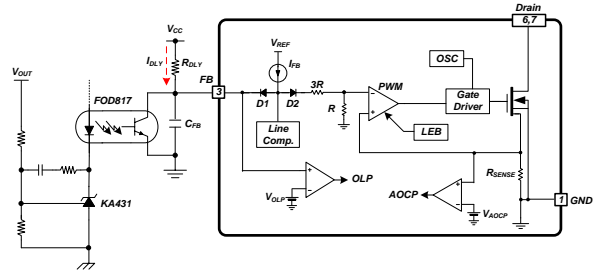 Drain
6,7
VCC
IDLY
RDLY
VREF
IFB
OSC
VOUT
FB
3
3R
PWM
FOD817
D1
D2
R
Gate
Driver
CFB
Line
Comp.
LEB
RSENSE
OLP
AOCP
KA431
VOLP
VAOCP
1
GND